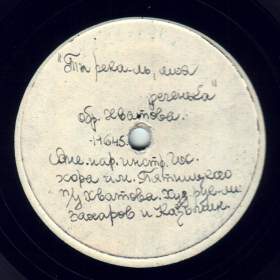 "Ты река-ль, моя
реченька"
обр. Хватова.
11645.
Анс. нар. инстр. Гос.
хора им. Пятницкого
п/у Хватова. Худ. рук-ли
Захаров и Казьмин